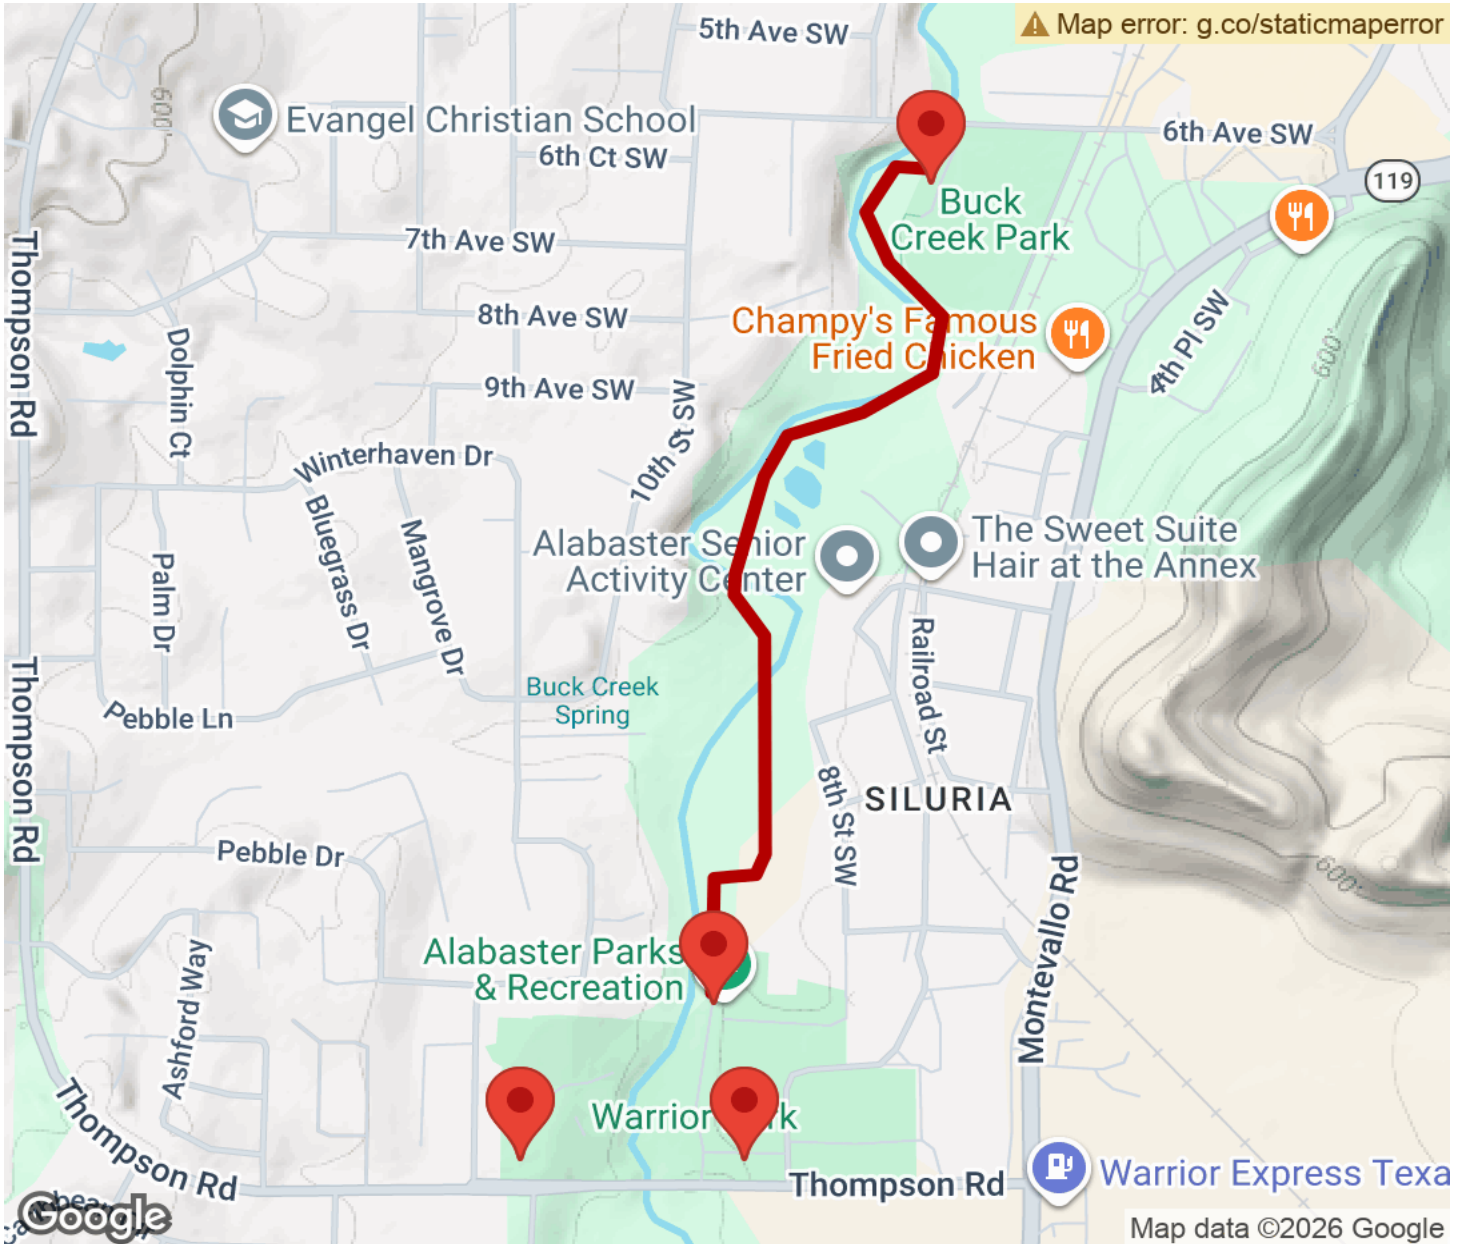 5th Ave SW
Map error: g.co/staticmaperror
600'
Evangel Christian School
6th Ct SW
6th Ave SW
119
Buck
Creek Park
7th Ave SW
Thompson Rd
8th Ave SW
Champy's Famous
Fried Chicken
4th Pl SW
600'
Dolphin Ct
9th Ave SW
10th St SW
Winterhaven Dr
Bluegrass Dr
Mangrove Dr
Palm Dr
Alabaster Senior
Activity Center
The Sweet Suite
Hair at the Annex
Railroad St
Thompson Rd
Pebble Ln
Buck Creek
Spring
8th St SW
SILURIA
Pebble Dr
600'
Montevallo Rd
Alabaster Parks
& Recreation
Ashford Way
Warrior
Thompson Rd
Thompson Rd
Warrior Express Texa
Google
Map data ©2026 Google